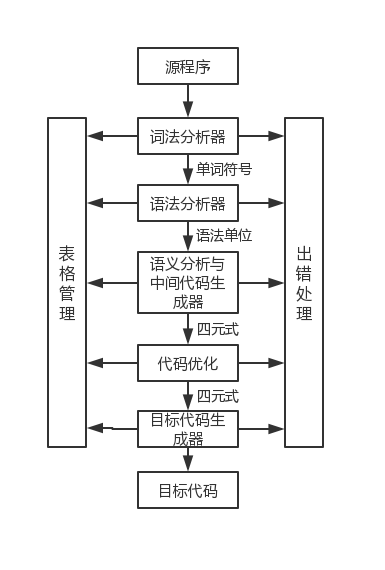 源程序
词法分析器
单词符号
语法分析器
语法单位
表格管理
语义分析与
中间代码生
成器
出错处理
四元式
代码优化
四元式
目标代码生
成器
目标代码